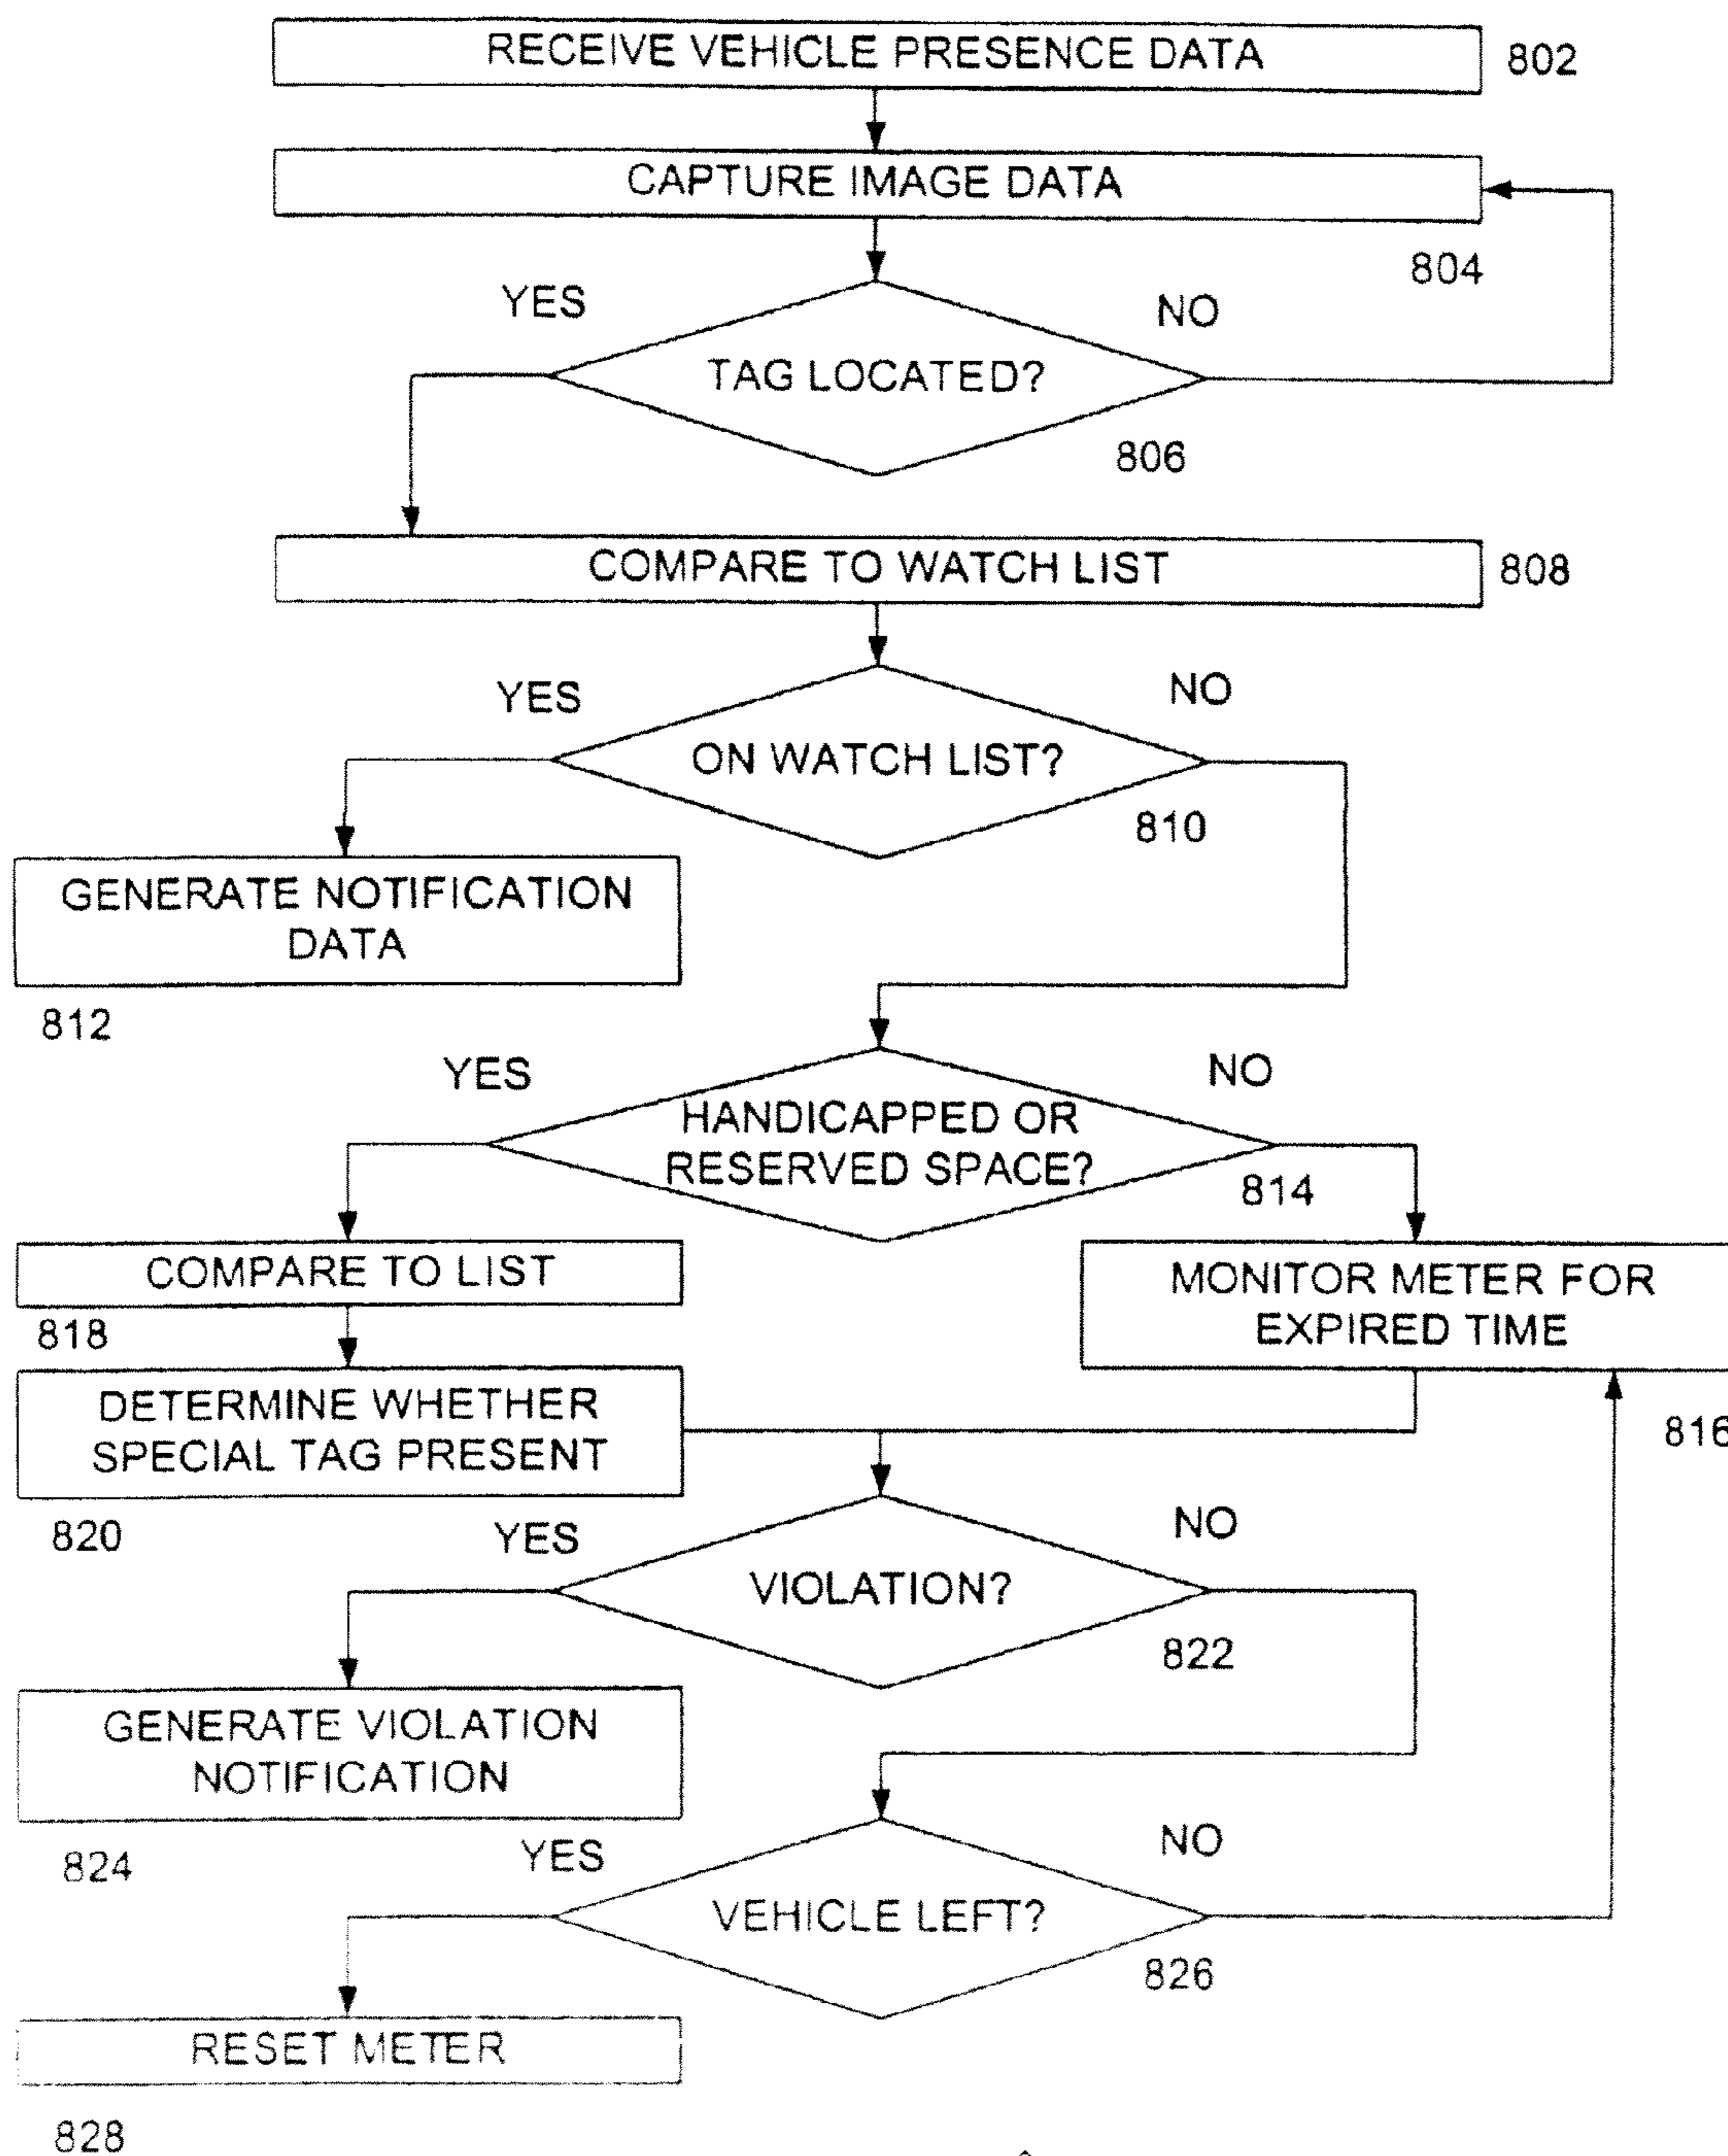 RECEIVE VEHICLE PRESENCE DATA
802
CAPTURE IMAGE DATA
804
YES
NO
TAG LOCATED?
806
COMPARE TO WATCH LIST
808
YES
NO
ON WATCH LIST?
810
GENERATE NOTIFICATION
DATA
812
YES
NO
HANDICAPPED OR
RESERVED SPACE?
814
COMPARE TO LIST
818
MONITOR METER FOR
EXPIRED TIME
816
DETERMINE WHETHER
SPECIAL TAG PRESENT
820
YES
NO
VIOLATION?
822
GENERATE VIOLATION
NOTIFICATION
824
YES
NO
VEHICLE LEFT?
826
RESET METER
828